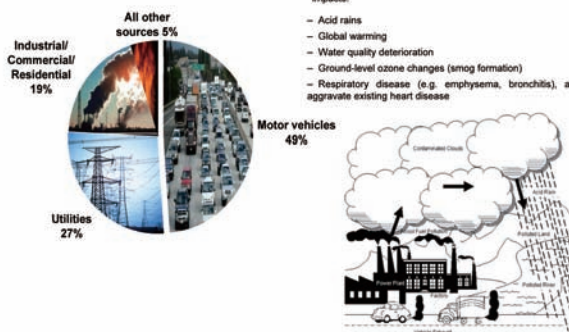 All other
sources 5%
Industrial/
Commercial/
Residential
19%
Motor vehicles
49%
Utilities
27%
– Acid rains
– Global warming
– Water quality deterioration
– Ground-level ozone changes (smog formation)
– Respiratory disease (e.g. emphysema, bronchitis), a
aggravate existing heart disease
Contaminated Clouds
Acid Rain
Fuel Pollution
Polluted Land
Power Plant
Factory
Polluted River